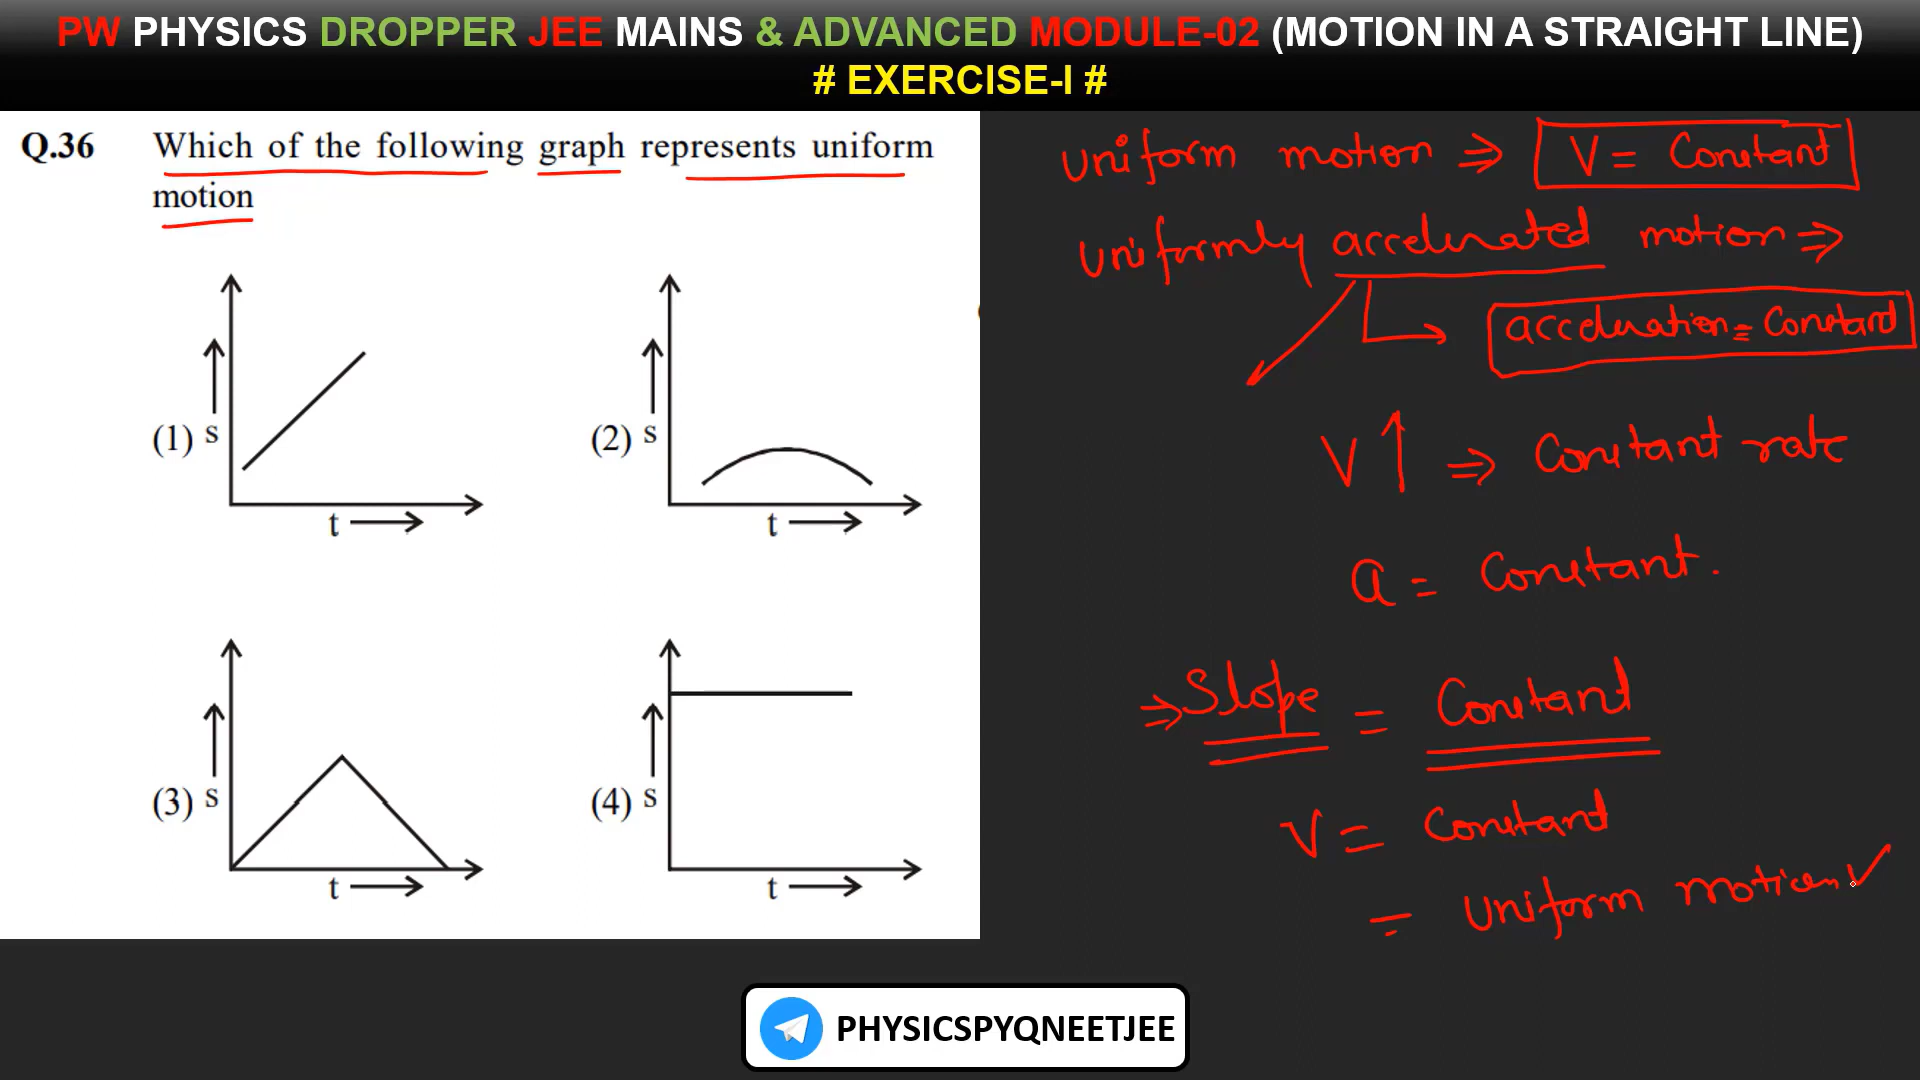 PW PHYSICS DROPPER JEE MAINS & ADVANCED MODULE-02 (MOTION IN A STRAIGHT LINE)
# EXERCISE-I #
Q.36 Which of the following graph represents uniform
motion
(1) s
t
(2) s
t
(3) s
t
(4) s
t
uniform motion ⇒ V = Constant
uniformly accelerated motion ⇒
acceleration = Constant
V↑ ⇒ Constant rate
a = Constant.
⇒ Slope = Constant
V = Constant
= uniform motion ✓
PHYSICSPYQNEETJEE